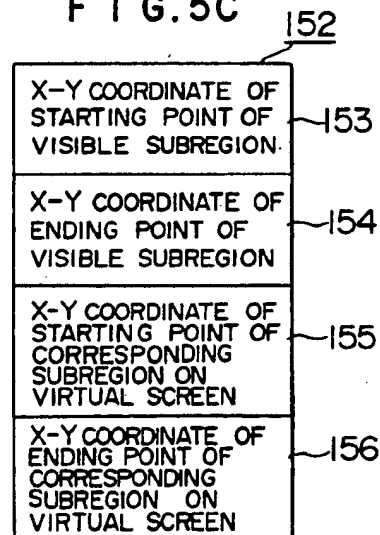 FIG.5C
152
X-Y COORDINATE OF
STARTING POINT OF
VISIBLE SUBREGION
153
X-Y COORDINATE OF
ENDING POINT OF
VISIBLE SUBREGION
154
X-Y COORDINATE OF
STARTING POINT OF
CORRESPONDING
SUBREGION ON
VIRTUAL SCREEN
155
X-Y COORDINATE OF
ENDING POINT OF
CORRESPONDING
SUBREGION ON
VIRTUAL SCREEN
156